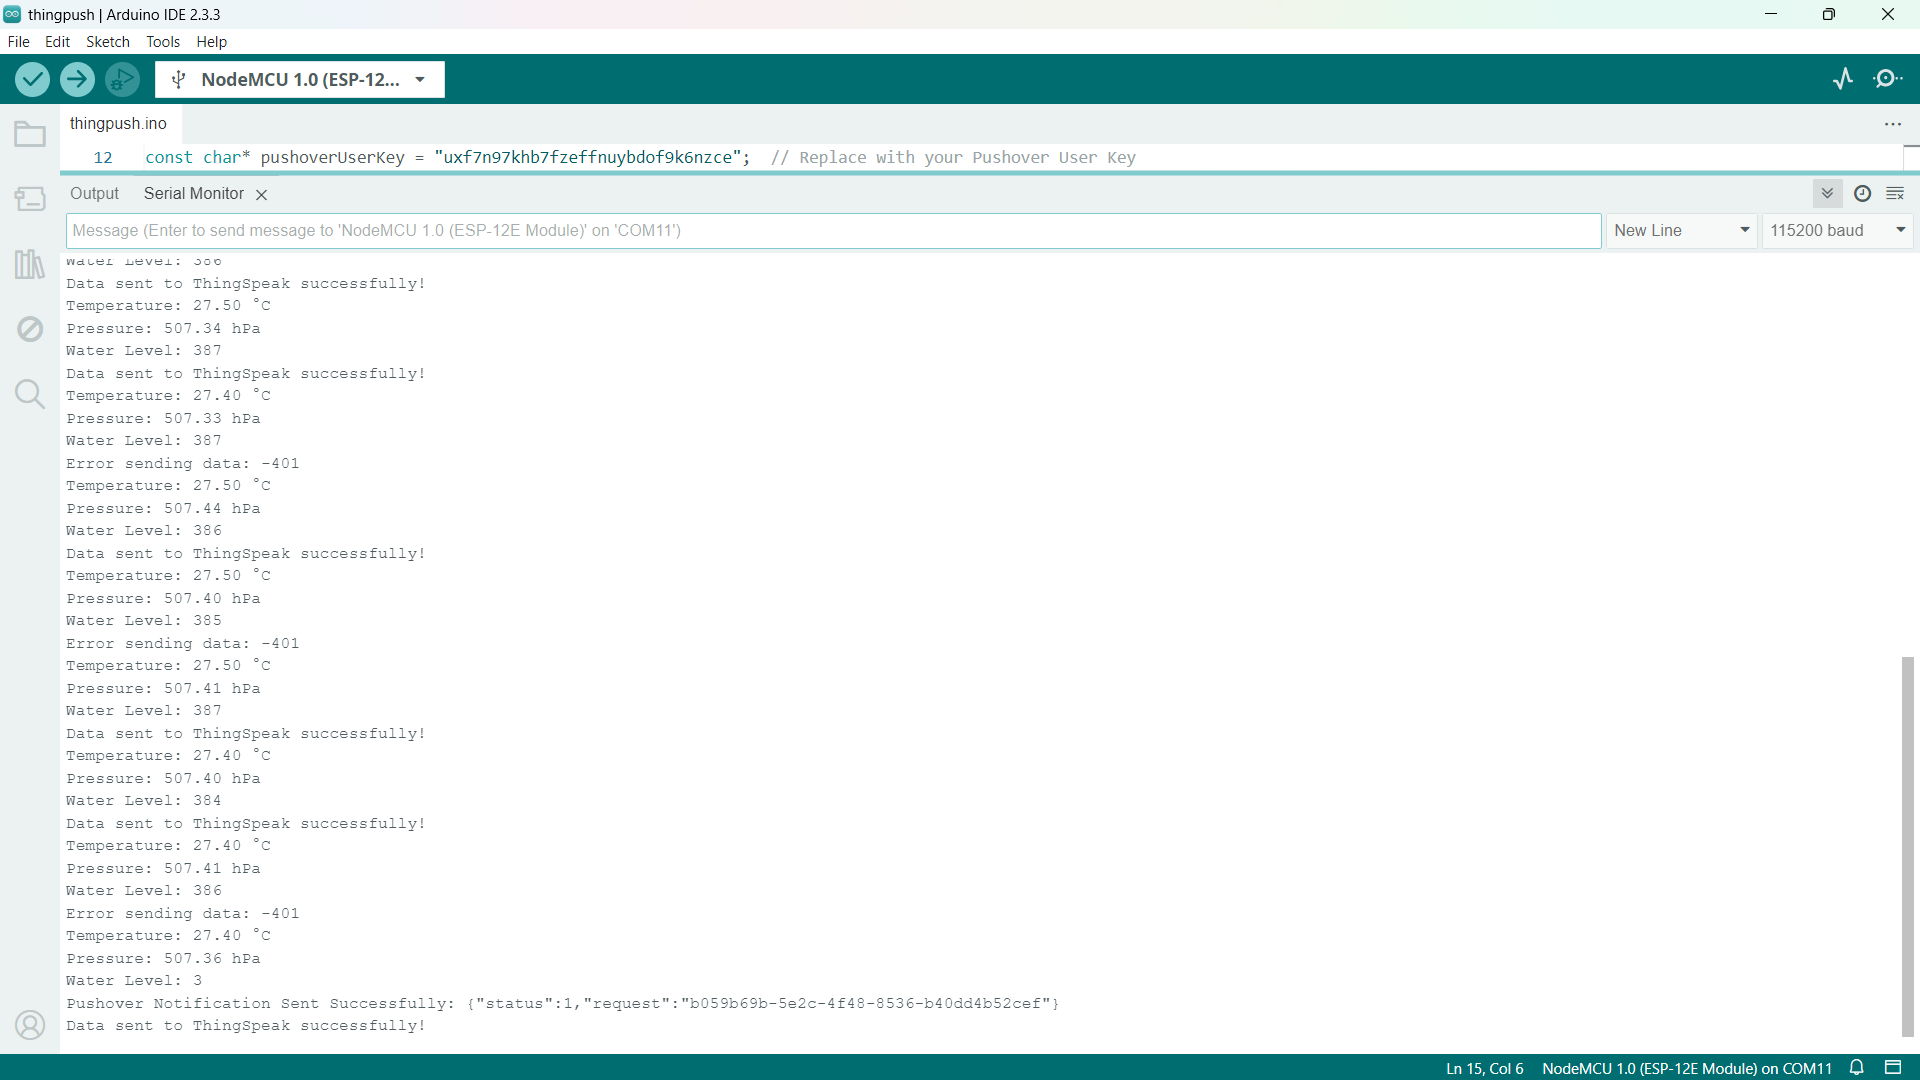 thingpush | Arduino IDE 2.3.3
File Edit Sketch Tools Help
NodeMCU 1.0 (ESP-12...
thingpush.ino
12 const char* pushoverUserKey = "uxf7n97khb7fzeffnuybdof9k6nzce"; // Replace with your Pushover User Key
Output Serial Monitor
Message (Enter to send message to 'NodeMCU 1.0 (ESP-12E Module)' on 'COM11')
New Line
115200 baud
Water Level: 386
Data sent to ThingSpeak successfully!
Temperature: 27.50 °C
Pressure: 507.34 hPa
Water Level: 387
Data sent to ThingSpeak successfully!
Temperature: 27.40 °C
Pressure: 507.33 hPa
Water Level: 387
Error sending data: -401
Temperature: 27.50 °C
Pressure: 507.44 hPa
Water Level: 386
Data sent to ThingSpeak successfully!
Temperature: 27.50 °C
Pressure: 507.40 hPa
Water Level: 385
Error sending data: -401
Temperature: 27.50 °C
Pressure: 507.41 hPa
Water Level: 387
Data sent to ThingSpeak successfully!
Temperature: 27.40 °C
Pressure: 507.40 hPa
Water Level: 384
Data sent to ThingSpeak successfully!
Temperature: 27.40 °C
Pressure: 507.41 hPa
Water Level: 386
Error sending data: -401
Temperature: 27.40 °C
Pressure: 507.36 hPa
Water Level: 3
Pushover Notification Sent Successfully: {"status":1,"request":"b059b69b-5e2c-4f48-8536-b40dd4b52cef"}
Data sent to ThingSpeak successfully!
Ln 15, Col 6 NodeMCU 1.0 (ESP-12E Module) on COM11